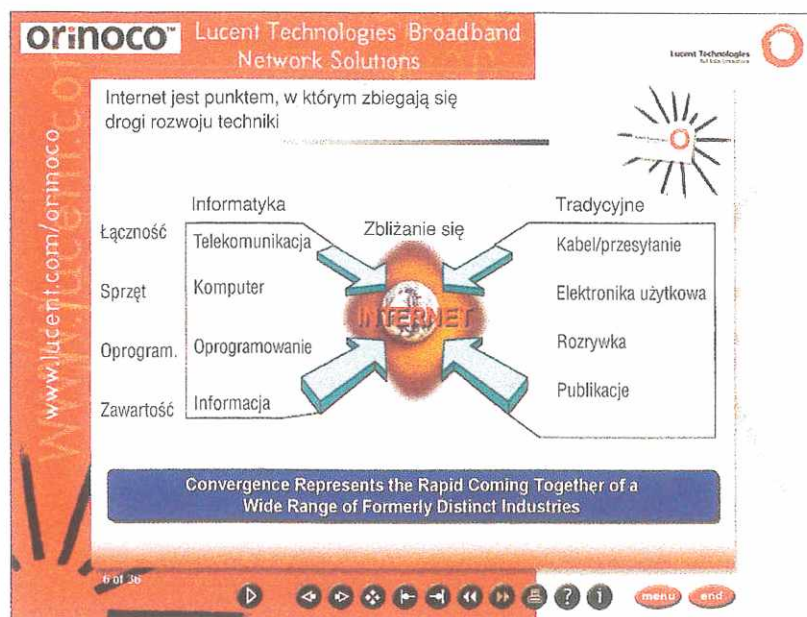 orinoco™
Lucent Technologies Broadband
Network Solutions
Lucent Technologies
Internet jest punktem, w którym zbiegają się
drogi rozwoju techniki
www.lucent.com/orinoco
Informatyka
Tradycyjne
Zbliżanie się
Łączność
Telekomunikacja
Kabel/przesyłanie
Sprzęt
Komputer
Elektronika użytkowa
INTERNET
Oprogram.
Oprogramowanie
Rozrywka
Zawartość
Informacja
Publikacje
Convergence Represents the Rapid Coming Together of a
Wide Range of Formerly Distinct Industries
6 of 36
? i menu end